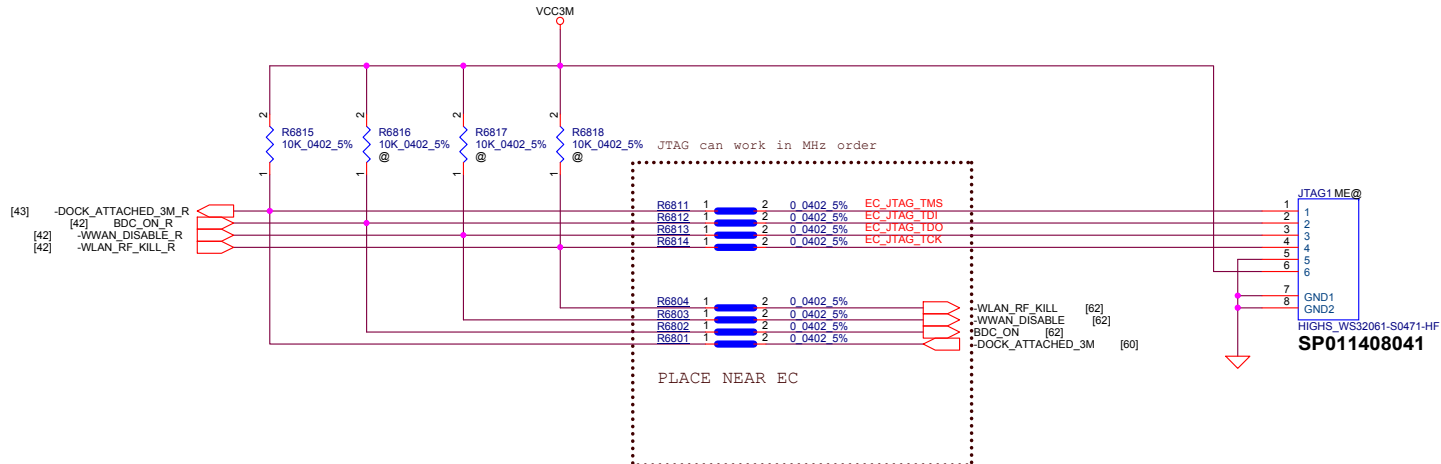 VCC3M
2 2 2 2
R6815 R6816 R6817 R6818
10K_0402_5% 10K_0402_5% 10K_0402_5% 10K_0402_5%
@ @ @
1 1 1 1
JTAG can work in MHz order
JTAG1 ME@
[43] -DOCK_ATTACHED_3M_R R6811 1 2 0_0402_5% EC_JTAG_TMS 1 1
[42] BDC_ON_R R6812 1 2 0_0402_5% EC_JTAG_TDI 2 2
[42] -WWAN_DISABLE_R R6813 1 2 0_0402_5% EC_JTAG_TDO 3 3
[42] -WLAN_RF_KILL_R R6814 1 2 0_0402_5% EC_JTAG_TCK 4 4
5 5
6 6
7 GND1
8 GND2
R6804 1 2 0_0402_5% -WLAN_RF_KILL [62]
R6803 1 2 0_0402_5% -WWAN_DISABLE [62]
R6802 1 2 0_0402_5% BDC_ON [62]
R6801 1 2 0_0402_5% -DOCK_ATTACHED_3M [60]
HIGHS_WS32061-S0471-HF
SP011408041
PLACE NEAR EC